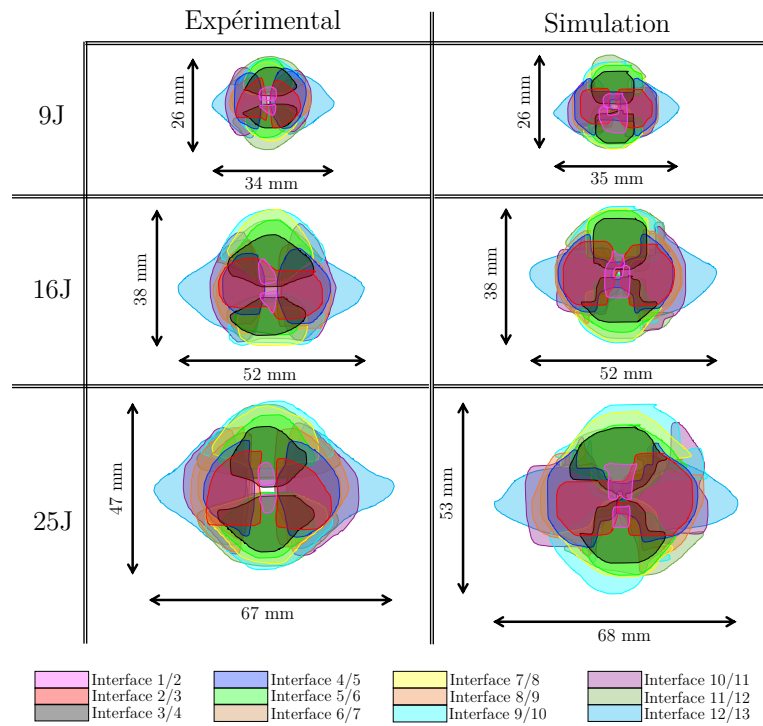 Expérimental Simulation
9J
26 mm
34 mm
26 mm
35 mm
16J
38 mm
52 mm
38 mm
52 mm
25J
47 mm
67 mm
53 mm
68 mm
Interface 1/2 Interface 4/5 Interface 7/8 Interface 10/11
Interface 2/3 Interface 5/6 Interface 8/9 Interface 11/12
Interface 3/4 Interface 6/7 Interface 9/10 Interface 12/13